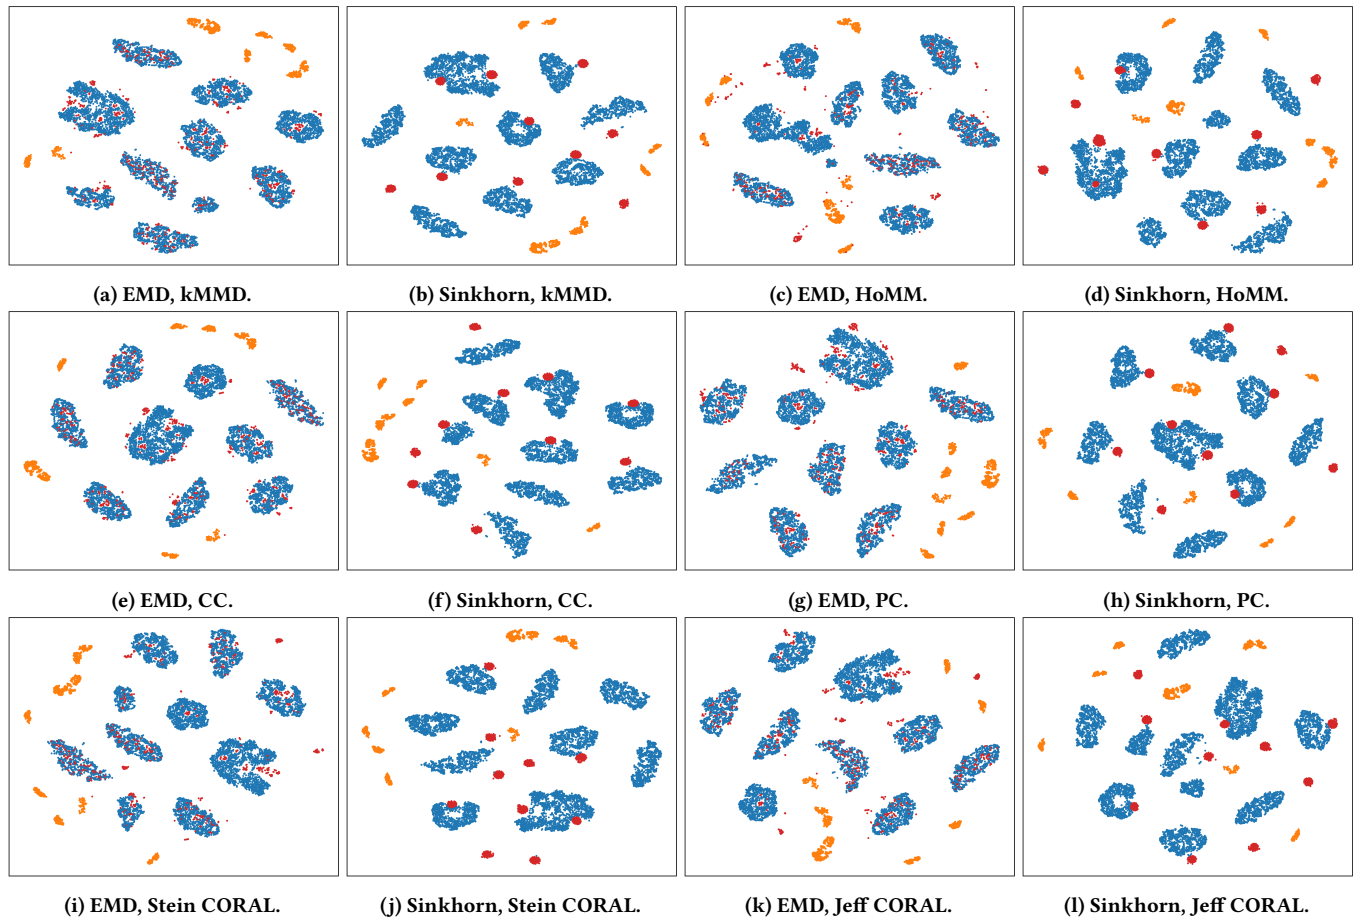 (a) EMD, kMMD.
(b) Sinkhorn, kMMD.
(c) EMD, HoMM.
(d) Sinkhorn, HoMM.
(e) EMD, CC.
(f) Sinkhorn, CC.
(g) EMD, PC.
(h) Sinkhorn, PC.
(i) EMD, Stein CORAL.
(j) Sinkhorn, Stein CORAL.
(k) EMD, Jeff CORAL.
(l) Sinkhorn, Jeff CORAL.